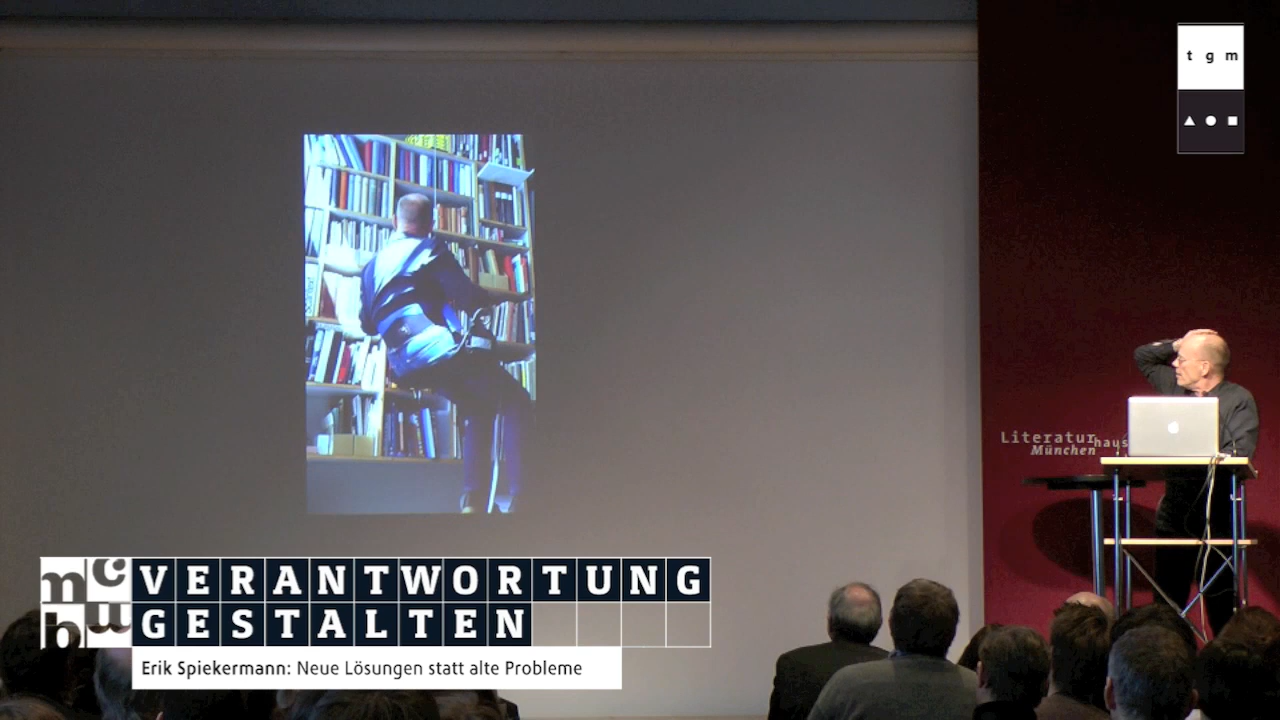 t g m
Literatur
haus
München
VERANTWORTUNG
GESTALTEN
Erik Spiekermann: Neue Lösungen statt alte Probleme